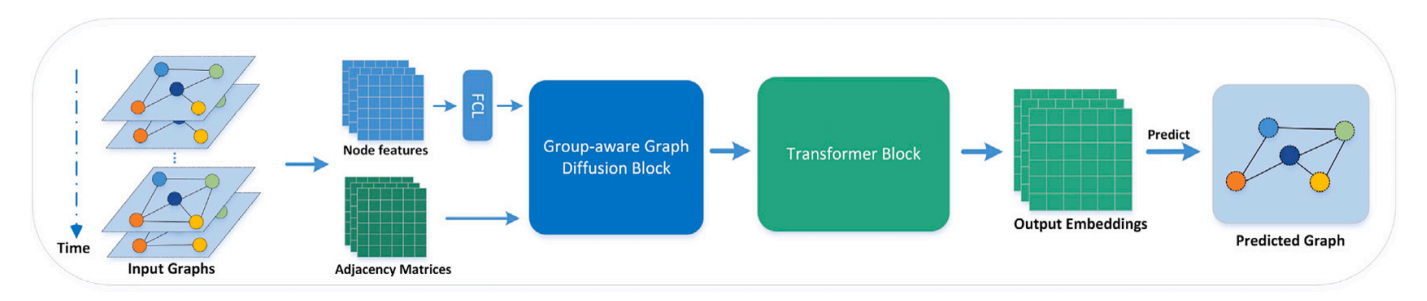 Time
Input Graphs
Node features
Adjacency Matrices
FCL
Group-aware Graph
Diffusion Block
Transformer Block
Output Embeddings
Predict
Predicted Graph